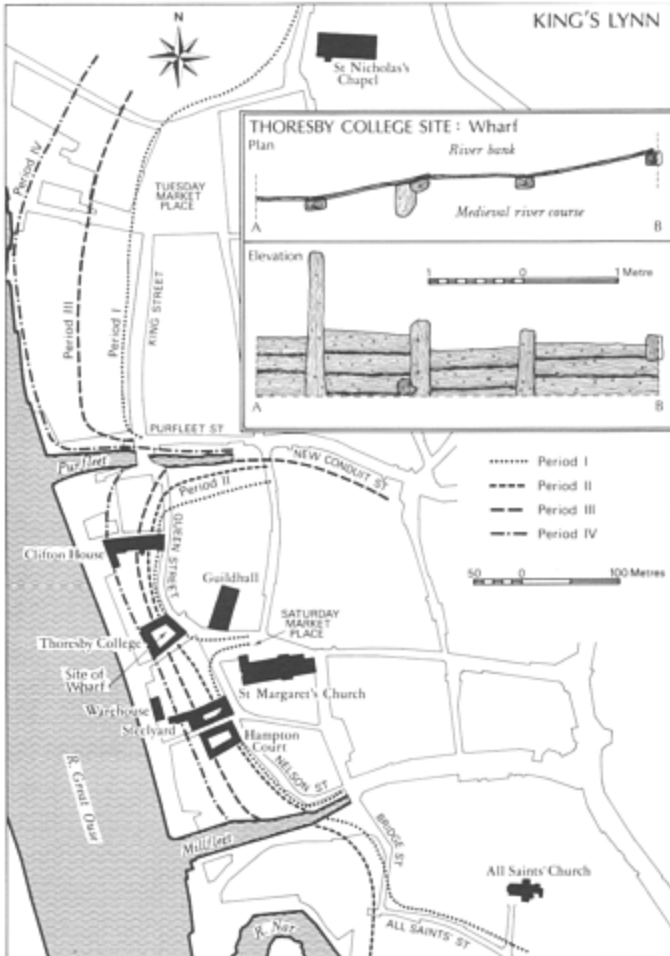 KING'S LYNN
N
St Nicholas's
Chapel
THORESBY COLLEGE SITE: Wharf
Plan
River bank
Medieval river course
A
B
Elevation
1 0 1 Metre
A
B
Period IV
Period III
Period I
TUESDAY
MARKET
PLACE
KING STREET
PURFLEET ST
Purfleet
NEW CONDUIT ST
Period II
QUEEN STREET
Period I
Period II
Period III
Period IV
50 0 100 Metres
Clifton House
Guildhall
SATURDAY
MARKET
PLACE
Thoresby College
Site of
Wharf
St Margaret's Church
Warehouse
Steelyard
Hampton
Court
NELSON ST
R. Great Ouse
Millfleet
BRIDGE ST
All Saints' Church
ALL SAINTS' ST
R. Nar